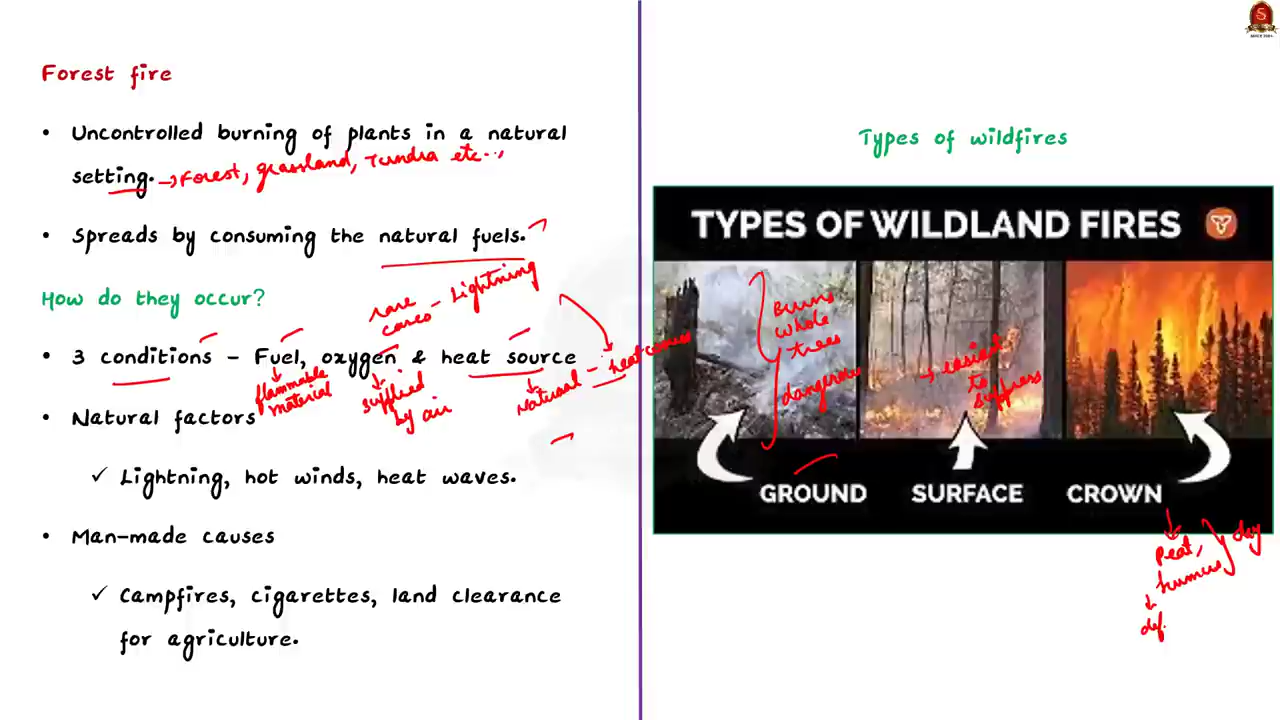 Forest fire
• Uncontrolled burning of plants in a natural
setting. → Forest, grassland, Tundra etc..,
• Spreads by consuming the natural fuels.
How do they occur?
rare
cases - Lightning
• 3 conditions - Fuel, oxygen & heat source
flammable
material
supplied
by air
Natural -
• Natural factors
✓ Lightning, hot winds, heat waves.
• Man-made causes
✓ Campfires, cigarettes, land clearance
for agriculture.
SINCE 2004
Types of wildfires
TYPES OF WILDLAND FIRES
Burns
whole
trees
dangerous
→ easiest
to
suppress
GROUND
SURFACE
CROWN
Peat,
humus
dry
def.